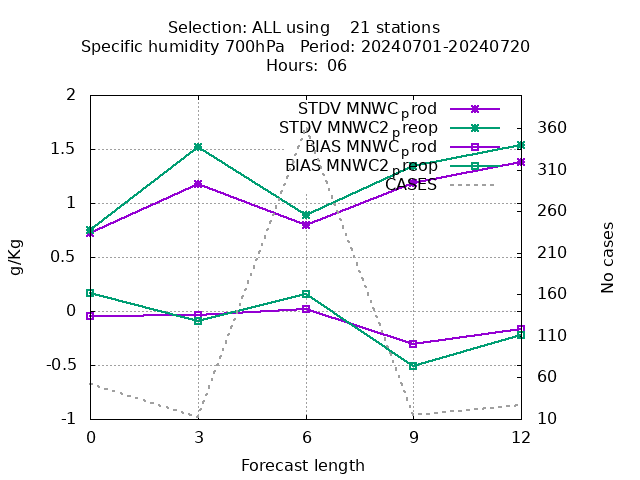 Selection: ALL using 21 stations
Specific humidity 700hPa Period: 20240701-20240720
Hours: 06
STDV MNWC_prod
STDV MNWC2_preop
BIAS MNWC_prod
BIAS MNWC2_preop
CASES
g/Kg
2
1.5
1
0.5
0
-0.5
-1
No cases
360
310
260
210
160
110
60
10
0 3 6 9 12
Forecast length